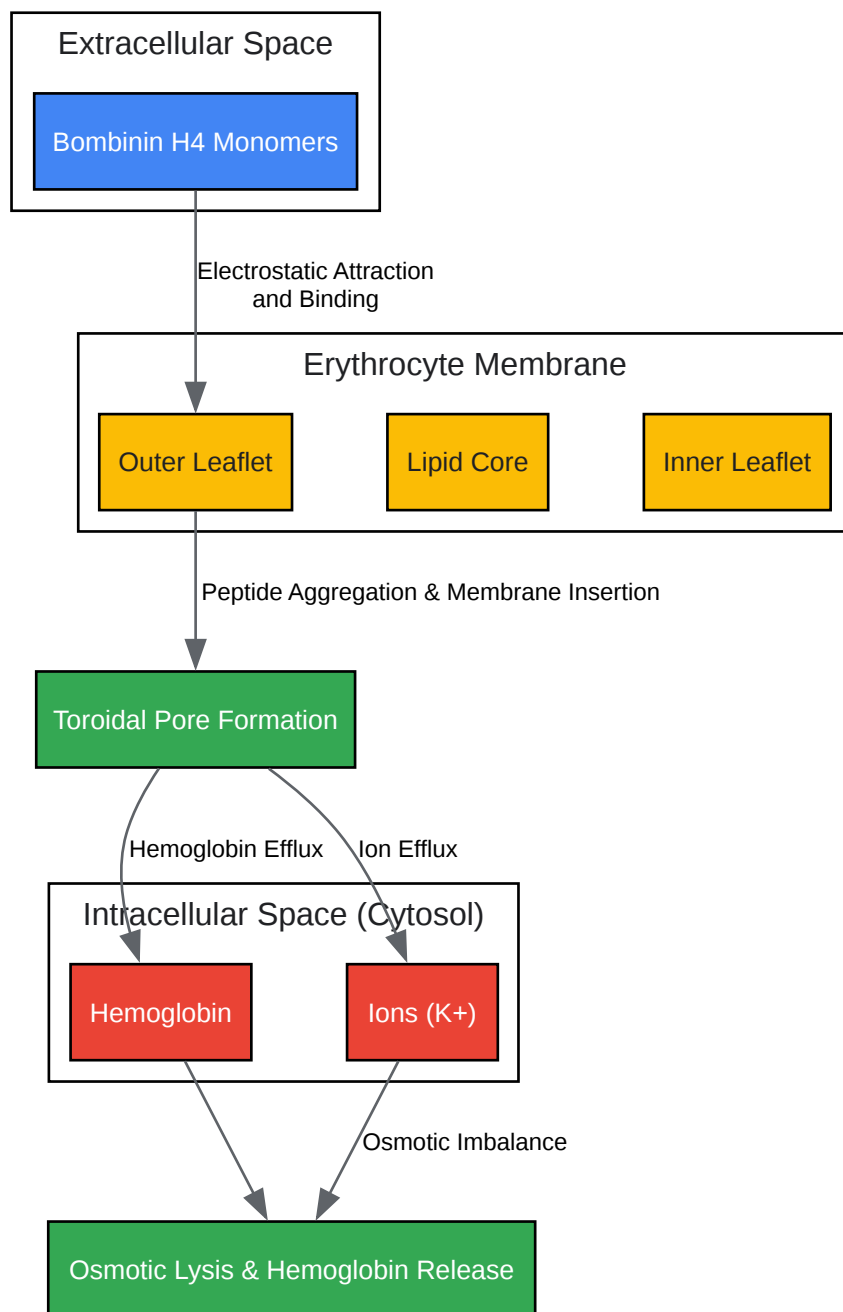 Extracellular Space
Bombinin H4 Monomers
Electrostatic Attraction
and Binding
Erythrocyte Membrane
Outer Leaflet
Lipid Core
Inner Leaflet
Peptide Aggregation & Membrane Insertion
Toroidal Pore Formation
Hemoglobin Efflux
Ion Efflux
Intracellular Space (Cytosol)
Hemoglobin
Ions (K+)
Osmotic Imbalance
Osmotic Lysis & Hemoglobin Release